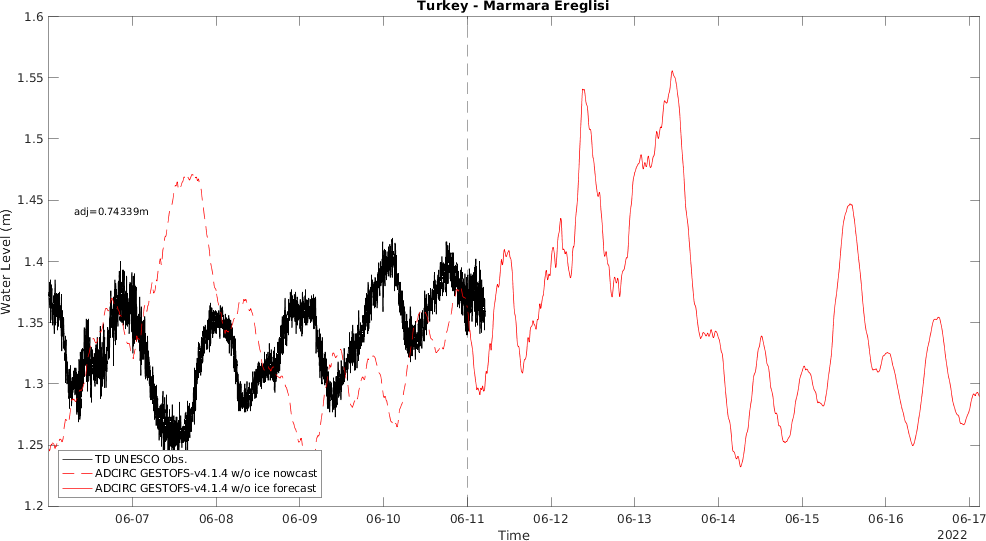 Turkey - Marmara Ereglisi
1.6
1.55
1.5
1.45
1.4
1.35
1.3
1.25
1.2
Water Level (m)
adj=0.74339m
TD UNESCO Obs.
ADCIRC GESTOFS-v4.1.4 w/o ice nowcast
ADCIRC GESTOFS-v4.1.4 w/o ice forecast
06-07 06-08 06-09 06-10 06-11 06-12 06-13 06-14 06-15 06-16 06-17
Time
2022